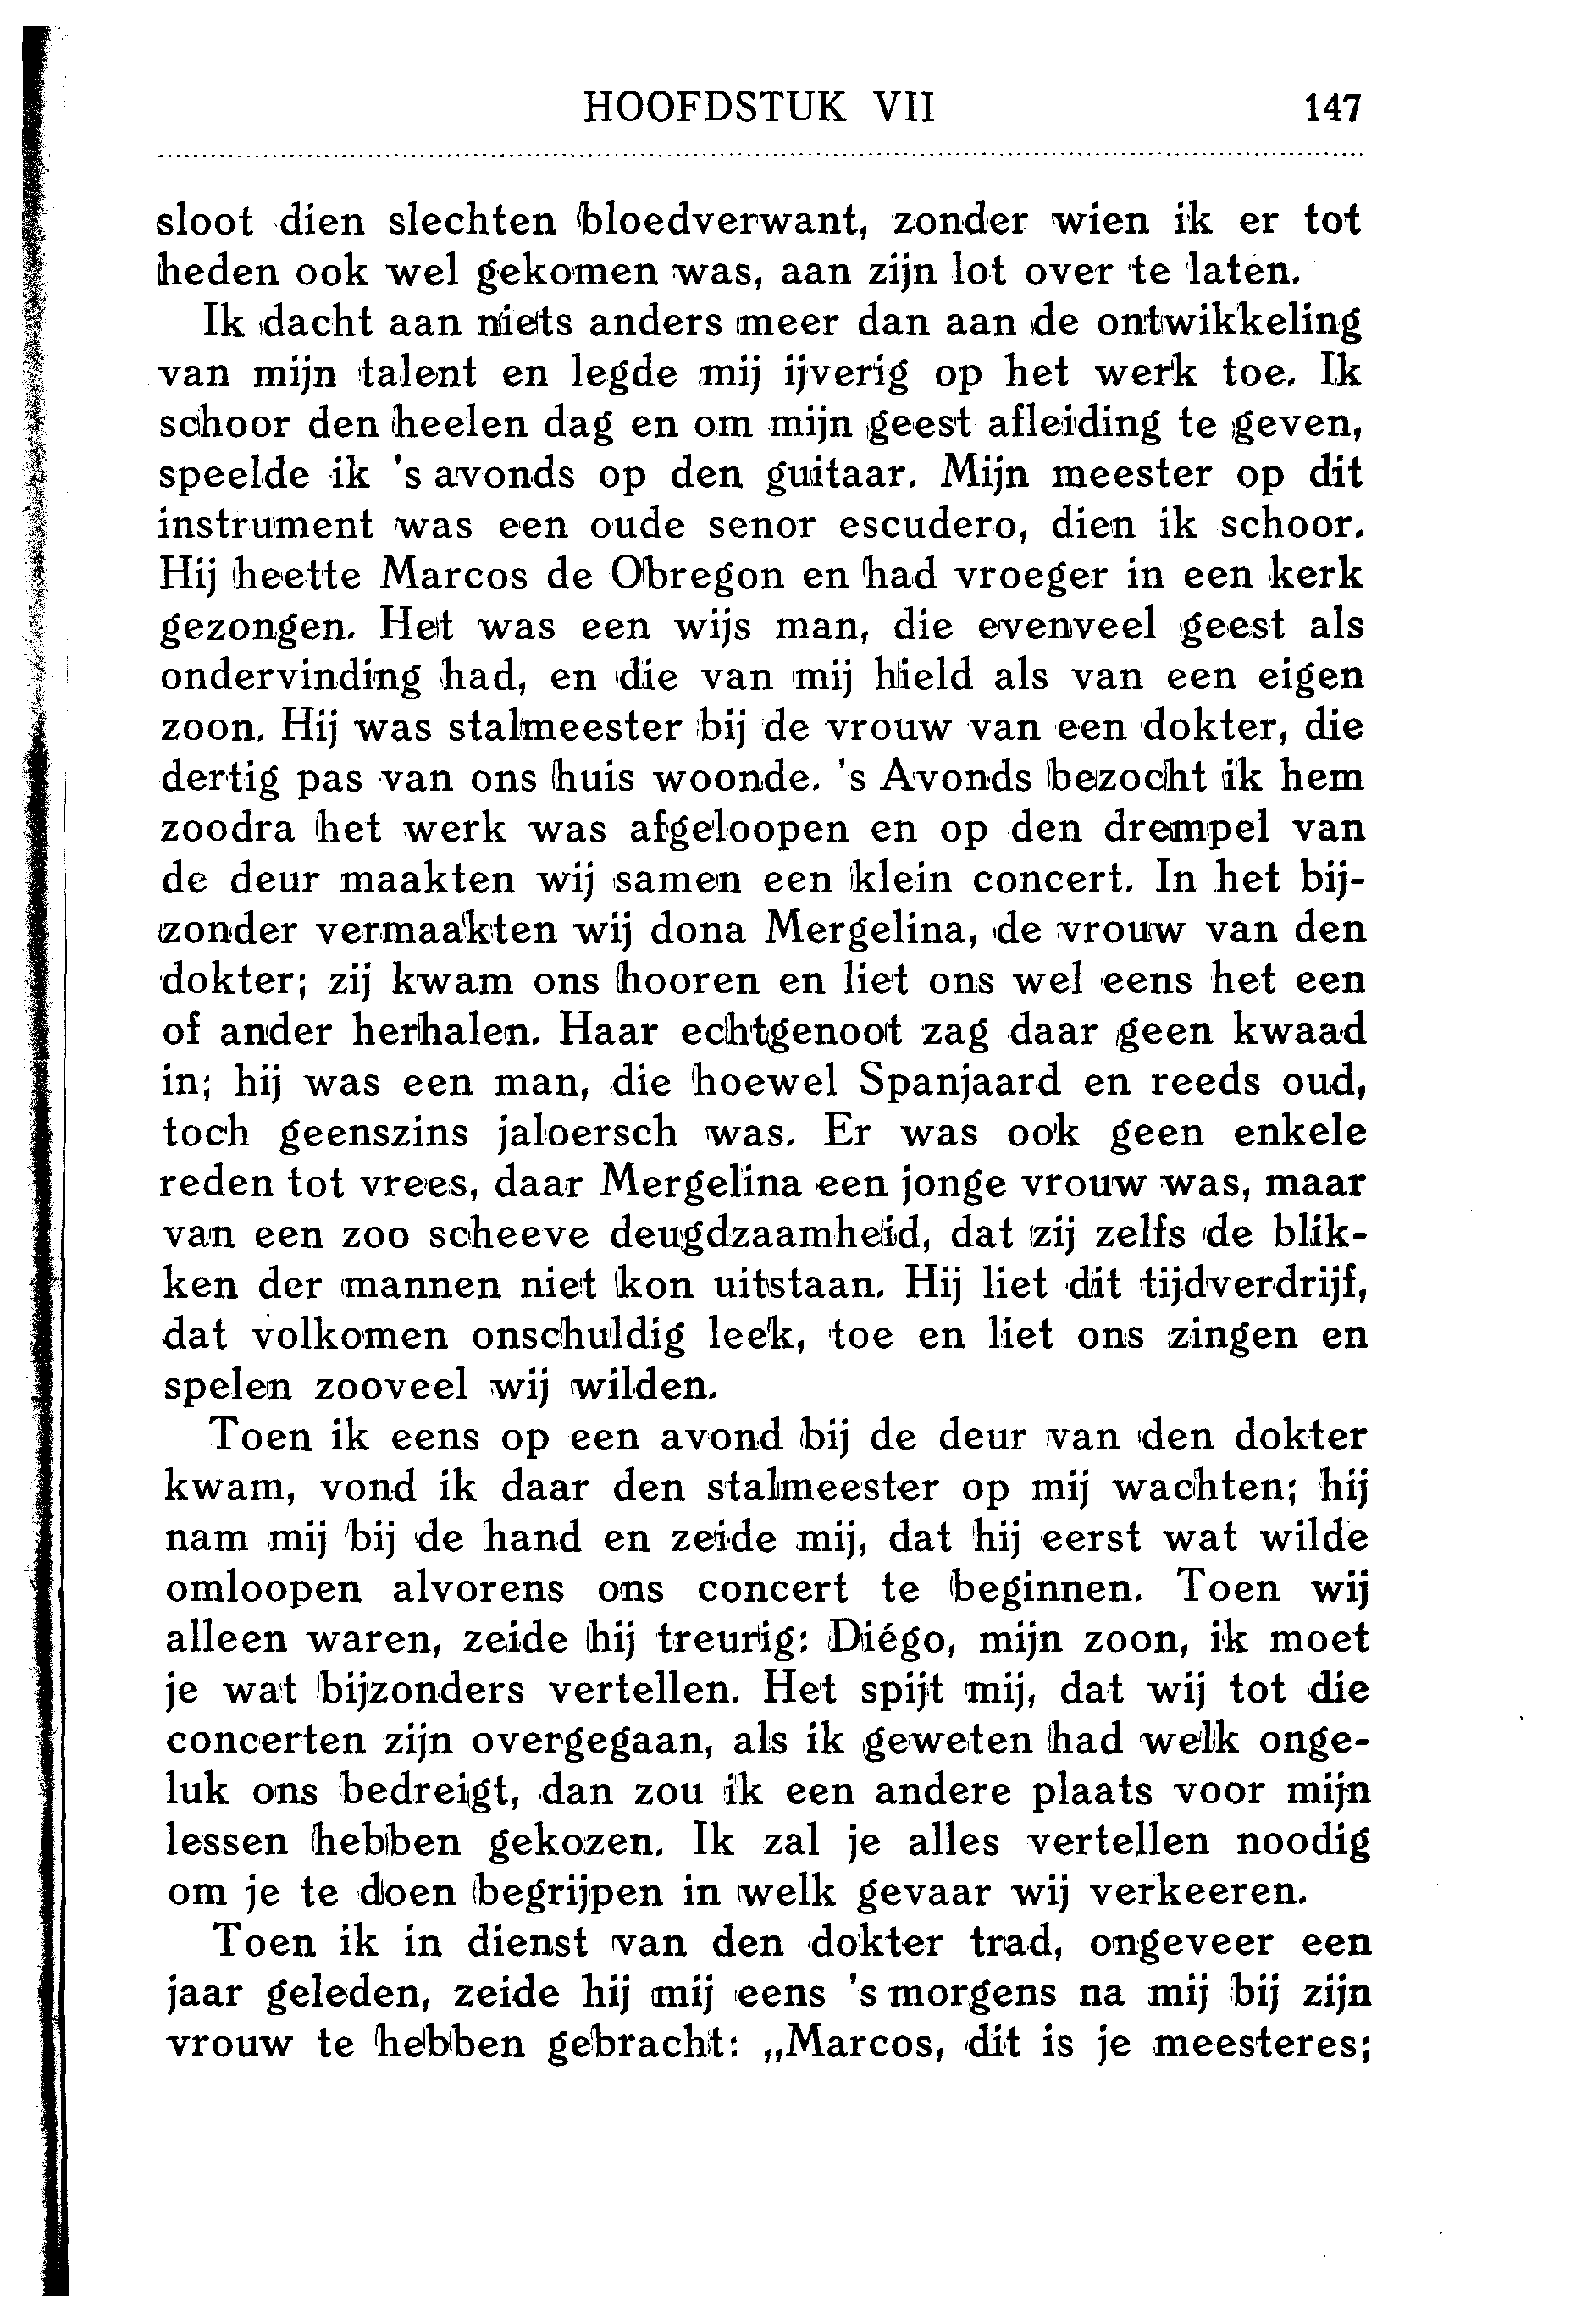 HOOFDSTUK VII 147
sloot dien slechten bloedverwant, zonder wien ik er tot
heden ook wel gekomen was, aan zijn lot over te laten.
Ik dacht aan niets anders meer dan aan de ontwikkeling
van mijn talent en legde mij ijverig op het werk toe. Ik
schoor den heelen dag en om mijn geest afleiding te geven,
speelde ik 's avonds op den guitaar. Mijn meester op dit
instrument was een oude senor escudero, dien ik schoor.
Hij heette Marcos de Obregon en had vroeger in een kerk
gezongen. Het was een wijs man, die evenveel geest als
ondervinding had, en die van mij hield als van een eigen
zoon. Hij was stalmeester bij de vrouw van een dokter, die
dertig pas van ons huis woonde. 's Avonds bezocht ik hem
zoodra het werk was afgeloopen en op den drempel van
de deur maakten wij samen een klein concert. In het bij-
zonder vermaakten wij dona Mergelina, de vrouw van den
dokter; zij kwam ons hooren en liet ons wel eens het een
of ander herhalen. Haar echtgenoot zag daar geen kwaad
in; hij was een man, die hoewel Spanjaard en reeds oud,
toch geenszins jaloersch was. Er was ook geen enkele
reden tot vrees, daar Mergelina een jonge vrouw was, maar
van een zoo scheeve deugdzaamheid, dat zij zelfs de blik-
ken der mannen niet kon uitstaan. Hij liet dit tijdverdrijf,
dat volkomen onschuldig leek, toe en liet ons zingen en
spelen zooveel wij wilden.
Toen ik eens op een avond bij de deur van den dokter
kwam, vond ik daar den stalmeester op mij wachten; hij
nam mij bij de hand en zeide mij, dat hij eerst wat wilde
omloopen alvorens ons concert te beginnen. Toen wij
alleen waren, zeide hij treurig: Diégo, mijn zoon, ik moet
je wat bijzonders vertellen. Het spijt mij, dat wij tot die
concerten zijn overgegaan, als ik geweten had welk onge-
luk ons bedreigt, dan zou ik een andere plaats voor mijn
lessen hebben gekozen. Ik zal je alles vertellen noodig
om je te doen begrijpen in welk gevaar wij verkeeren.
Toen ik in dienst van den dokter trad, ongeveer een
jaar geleden, zeide hij mij eens 's morgens na mij bij zijn
vrouw te hebben gebracht: „Marcos, dit is je meesteres;